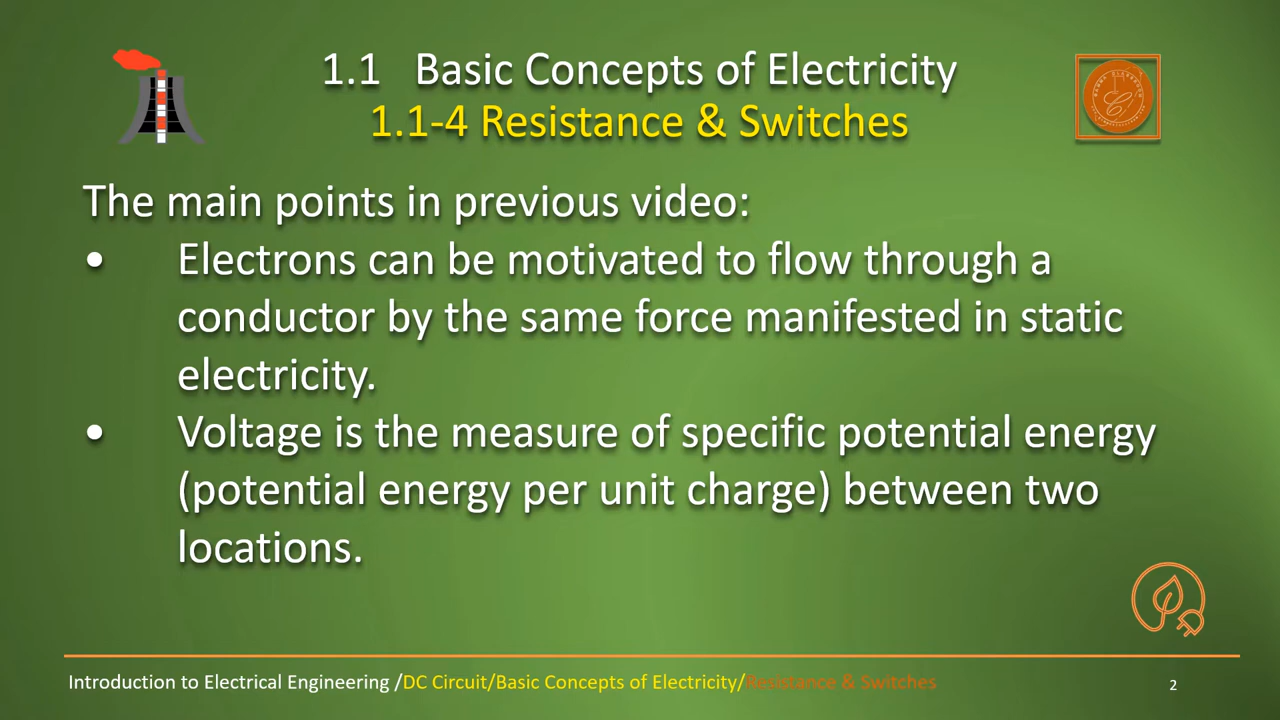 1.1 Basic Concepts of Electricity
1.1-4 Resistance & Switches
The main points in previous video:
• Electrons can be motivated to flow through a
conductor by the same force manifested in static
electricity.
• Voltage is the measure of specific potential energy
(potential energy per unit charge) between two
locations.
Introduction to Electrical Engineering /DC Circuit/Basic Concepts of Electricity/Resistance & Switches
2